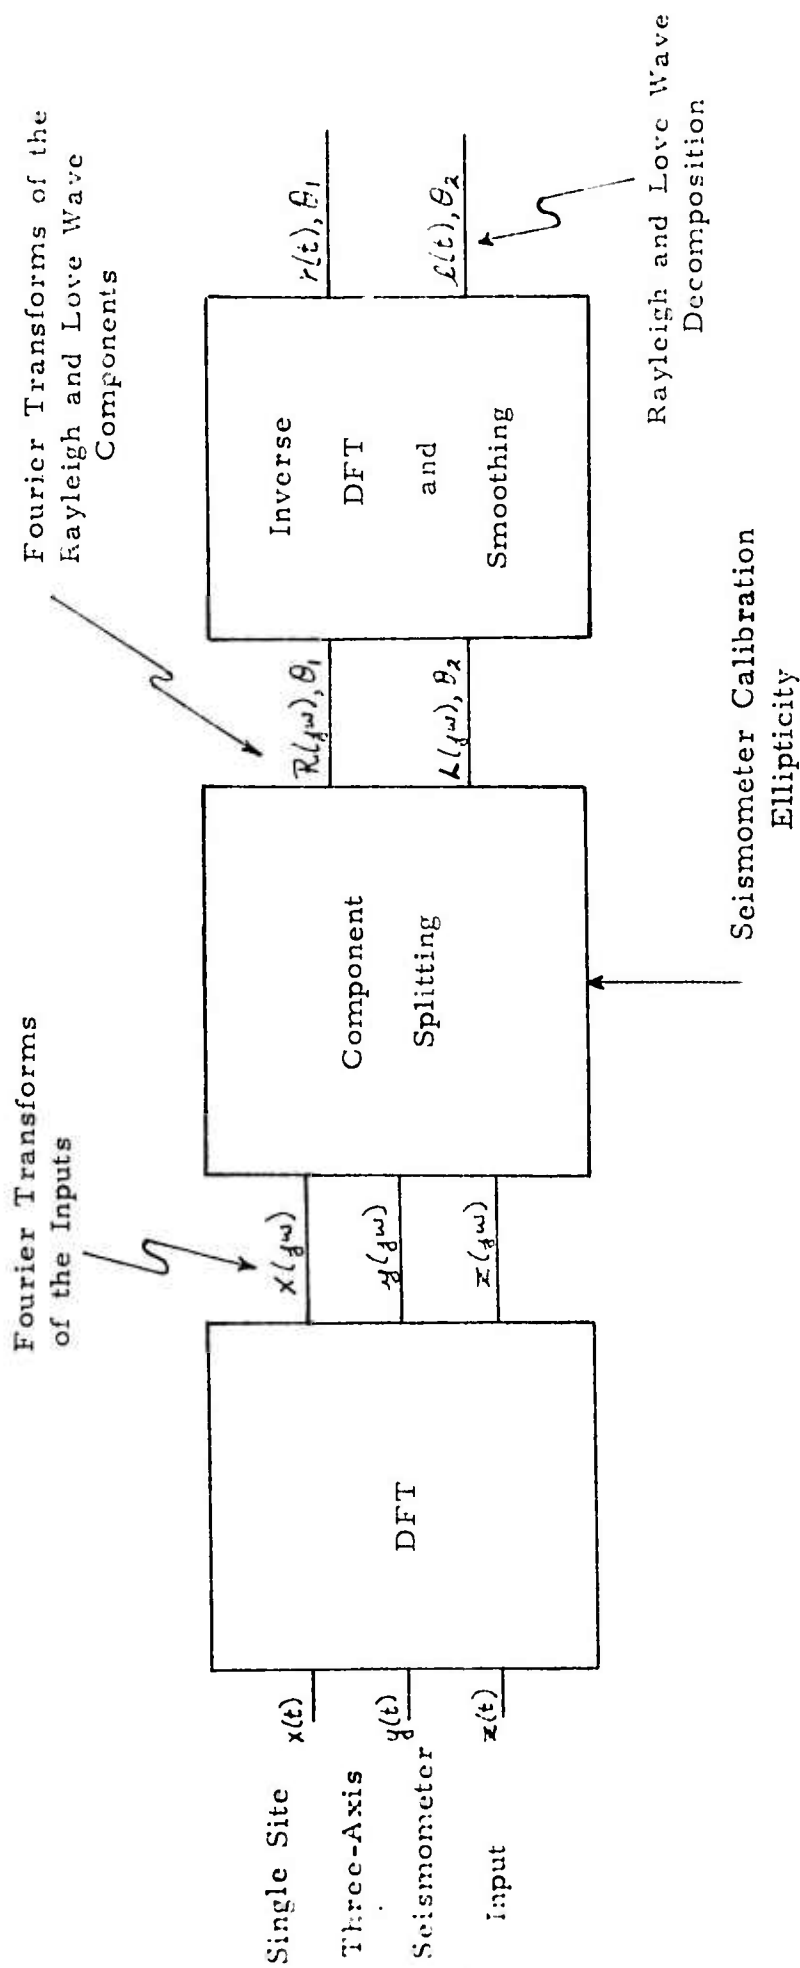 Single Site
Three-Axis
Seismometer
Input
x(t)
y(t)
z(t)
DFT
Fourier Transforms
of the Inputs
X(jω)
y(jω)
z(jω)
Component
Splitting
Seismometer Calibration
Ellipticity
Fourier Transforms of the
Rayleigh and Love Wave
Components
R(jω), θ1
L(jω), θ2
Inverse
DFT
and
Smoothing
r(t), θ1
ℓ(t), θ2
Rayleigh and Love Wave
Decomposition